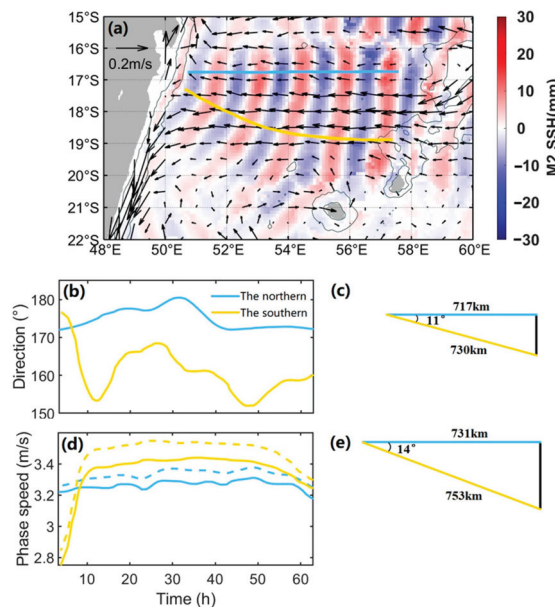 (a)
0.2m/s
15°S
16°S
17°S
18°S
19°S
20°S
21°S
22°S
48°E
50°E
52°E
54°E
56°E
58°E
60°E
30
20
10
0
-10
-20
-30
M2 SSH(mm)
(b)
The northern
The southern
Direction (°)
180
170
160
150
(c)
717km
11°
730km
(d)
Phase speed (m/s)
3.4
3.2
3
2.8
10
20
30
40
50
60
Time (h)
(e)
731km
14°
753km